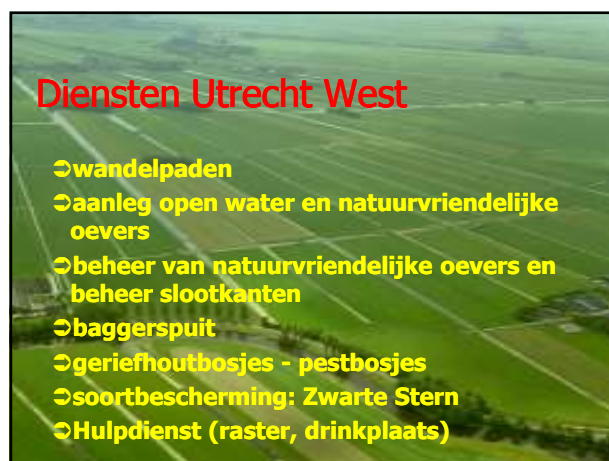 Diensten Utrecht West
➲wandelpaden
➲aanleg open water en natuurvriendelijke
oevers
➲beheer van natuurvriendelijke oevers en
beheer slootkanten
➲baggerspuit
➲geriefhoutbosjes - pestbosjes
➲soortbescherming: Zwarte Stern
➲Hulpdienst (raster, drinkplaats)